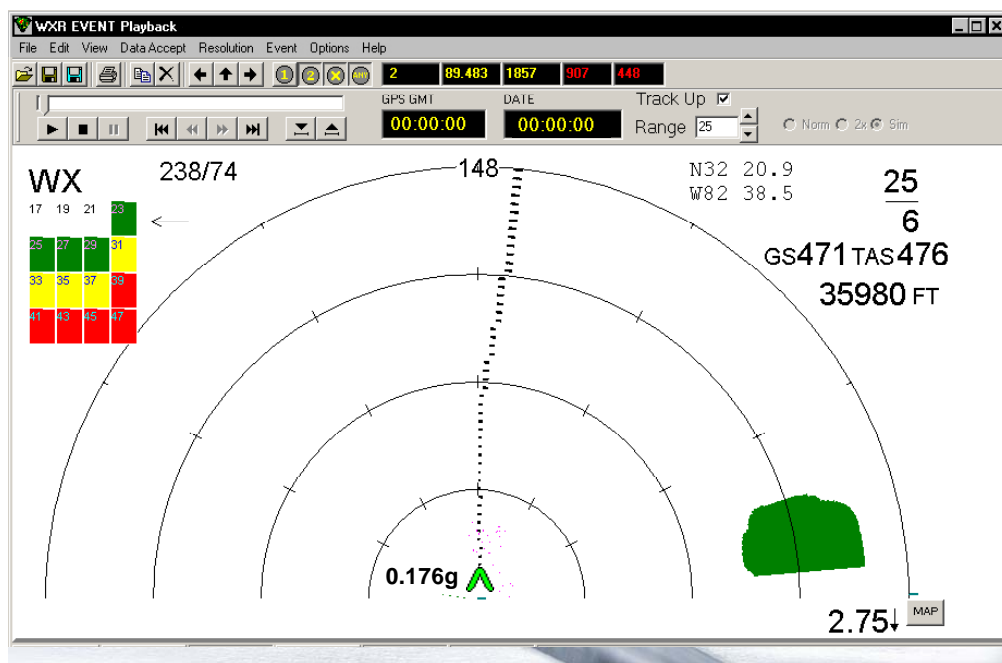 WXR EVENT Playback
File Edit View Data Accept Resolution Event Options Help
1 2 X ANY 2 89.483 1857 907 448
GPS GMT DATE Track Up
00:00:00 00:00:00 Range 25 Norm 2x Sim
WX 238/74 148 N32 20.9 25
W82 38.5 6
17 19 21 23
25 27 29 31
33 35 37 39
41 43 45 47
GS471 TAS476
35980 FT
0.176g
2.75↓ MAP